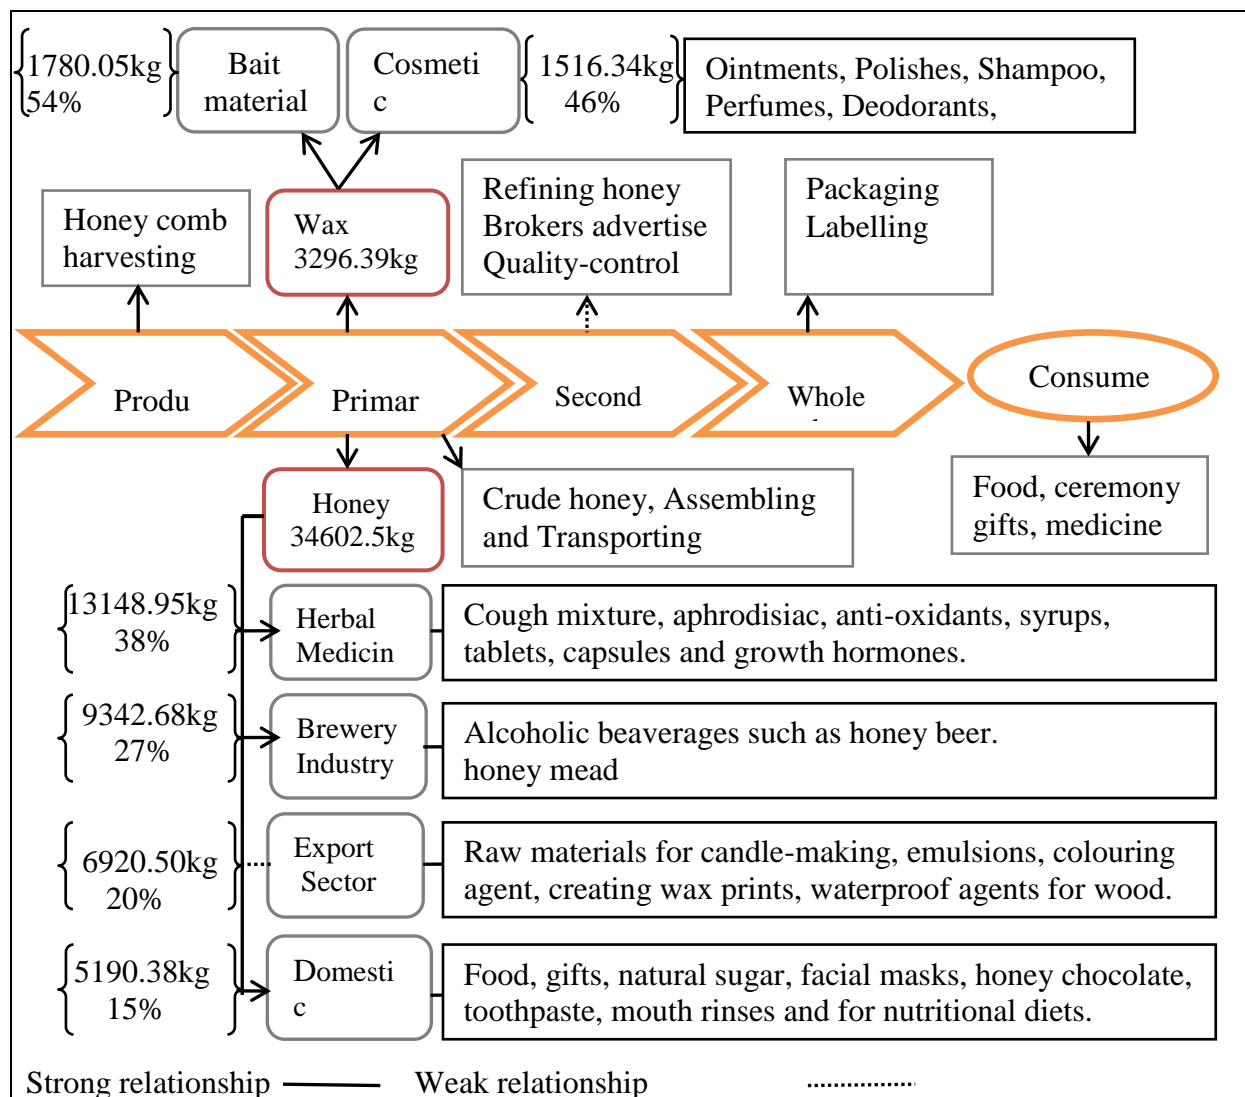 1780.05kg
54%
Bait
material
Cosmeti
c
1516.34kg
46%
Ointments, Polishes, Shampoo,
Perfumes, Deodorants,
Honey comb
harvesting
Wax
3296.39kg
Refining honey
Brokers advertise
Quality-control
Packaging
Labelling
Produ
Primar
Second
Whole
Consume
Honey
34602.5kg
Crude honey, Assembling
and Transporting
Food, ceremony
gifts, medicine
13148.95kg
38%
Herbal
Medicin
Cough mixture, aphrodisiac, anti-oxidants, syrups,
tablets, capsules and growth hormones.
9342.68kg
27%
Brewery
Industry
Alcoholic beaverages such as honey beer.
honey mead
6920.50kg
20%
Export
Sector
Raw materials for candle-making, emulsions, colouring
agent, creating wax prints, waterproof agents for wood.
5190.38kg
15%
Domesti
c
Food, gifts, natural sugar, facial masks, honey chocolate,
toothpaste, mouth rinses and for nutritional diets.
Strong relationship
Weak relationship